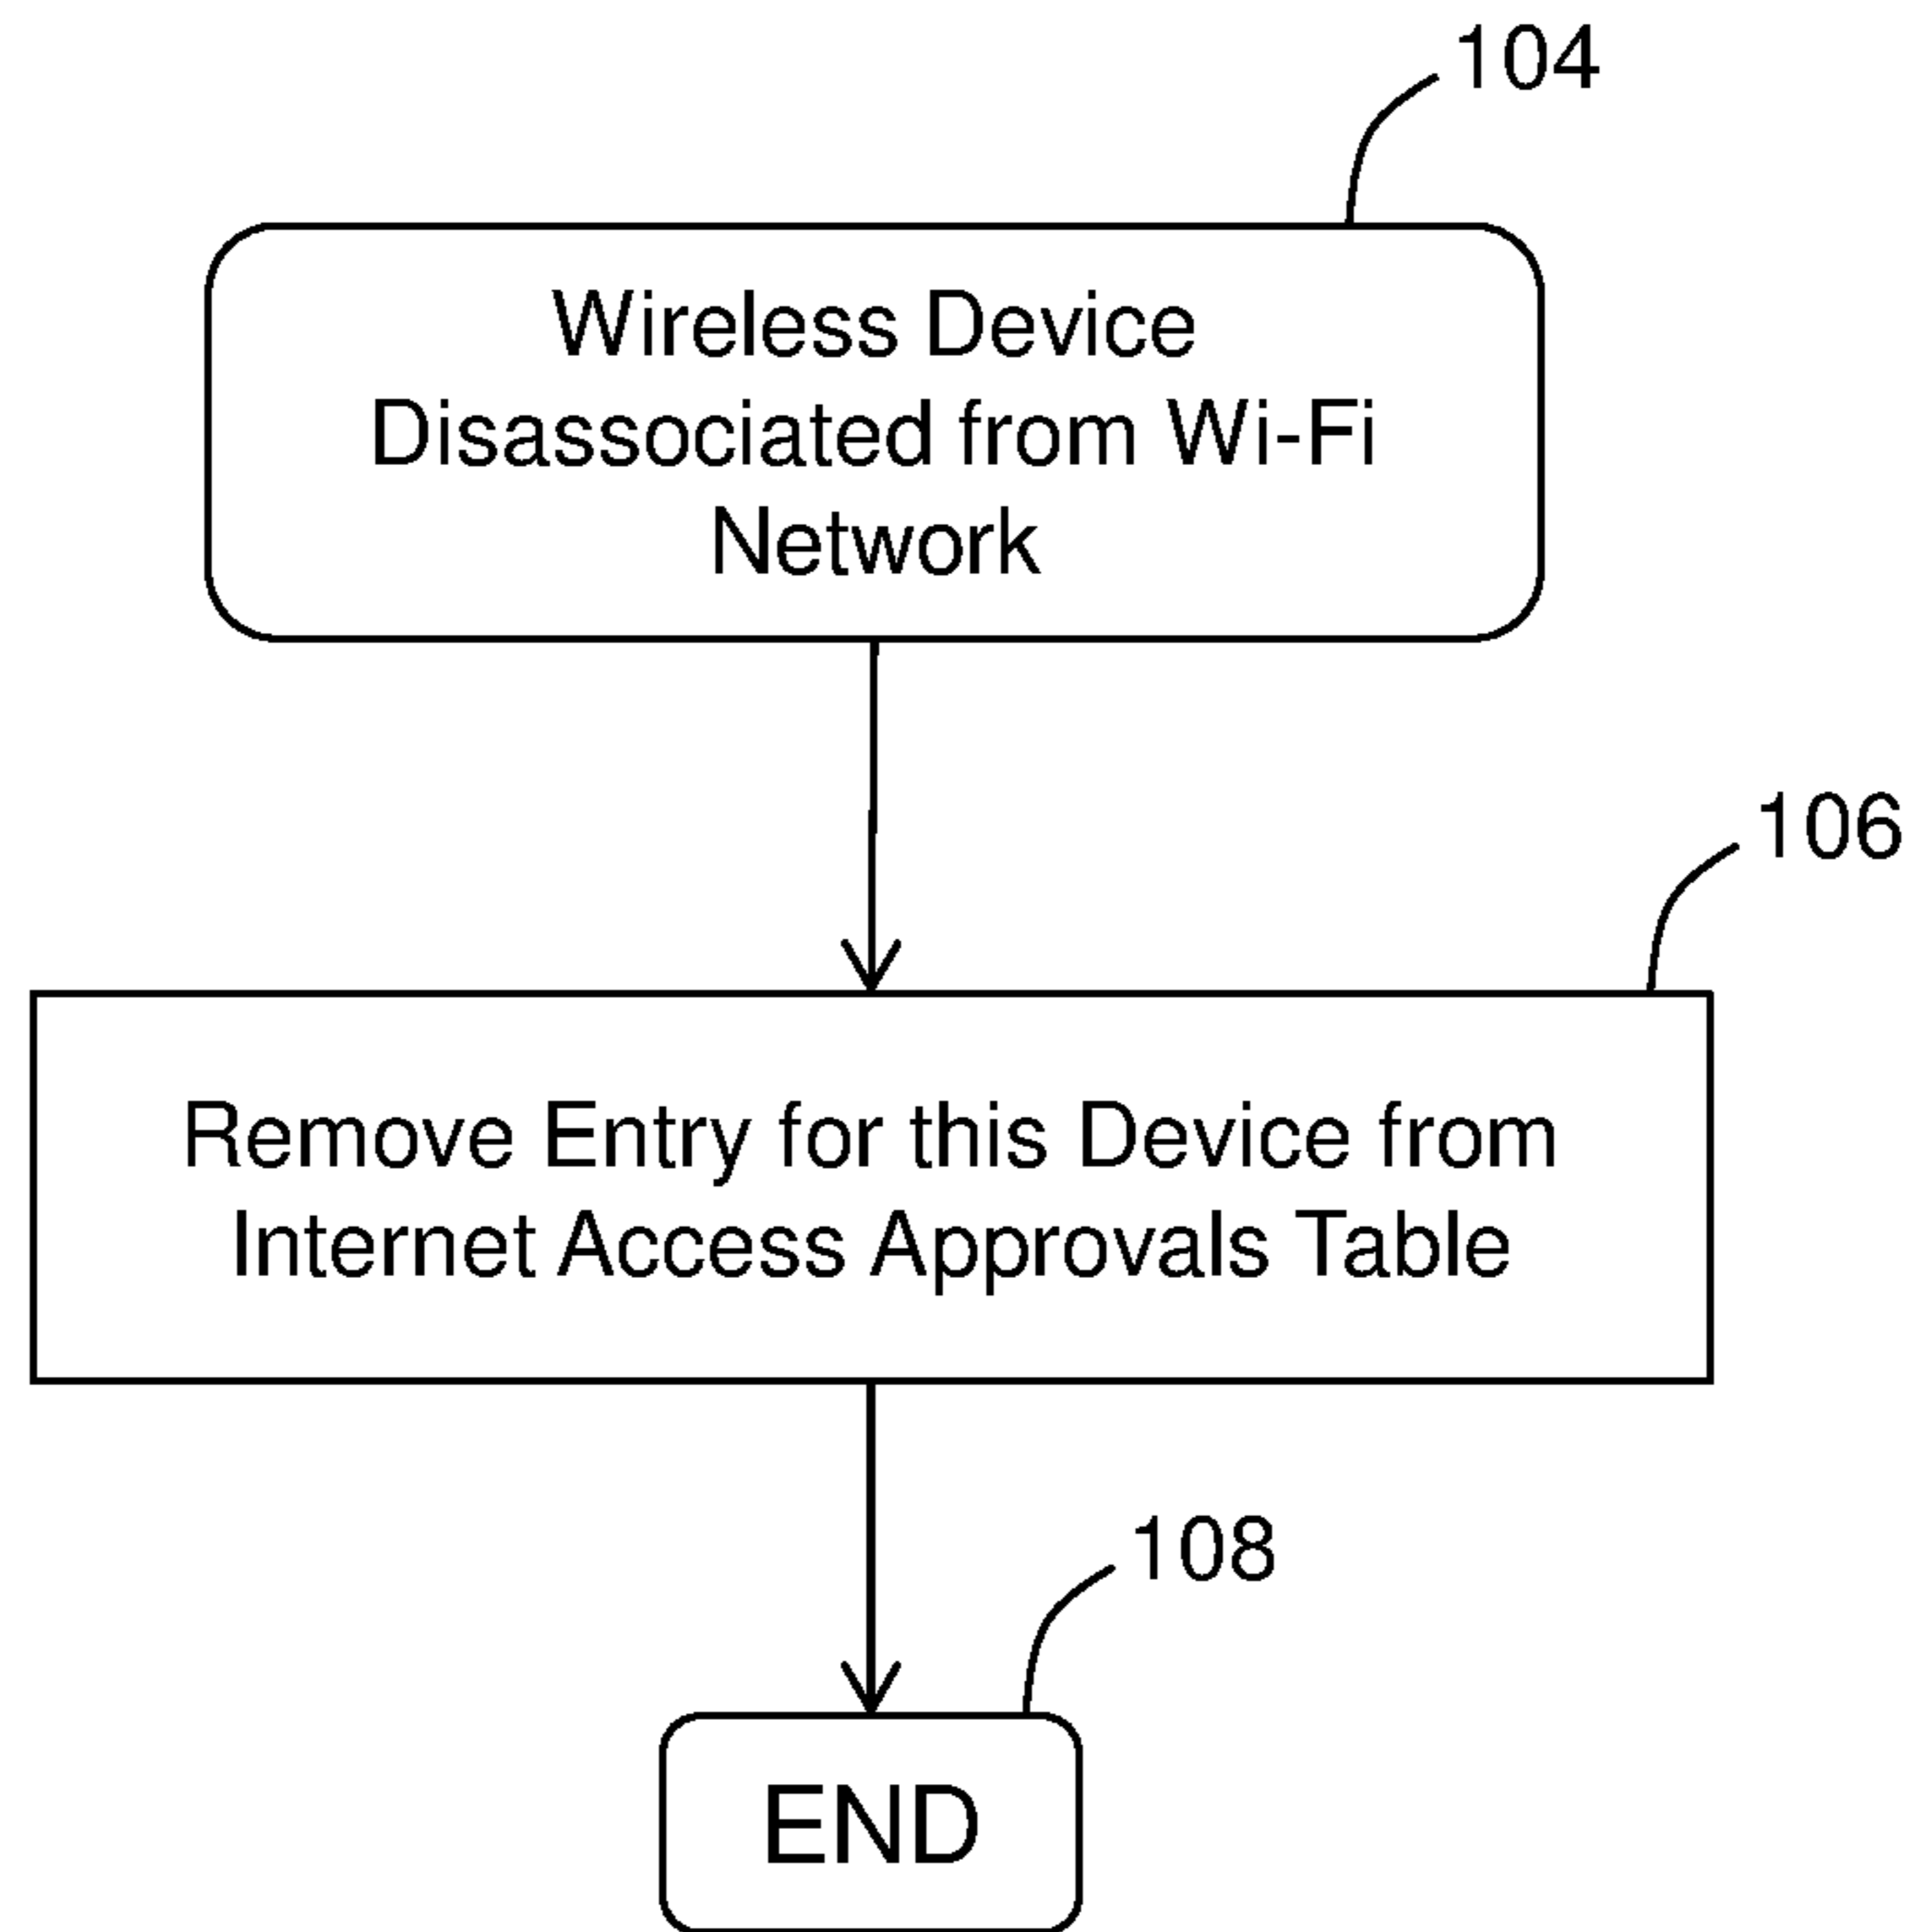 104
Wireless Device
Disassociated from Wi-Fi
Network
106
Remove Entry for this Device from
Internet Access Approvals Table
108
END